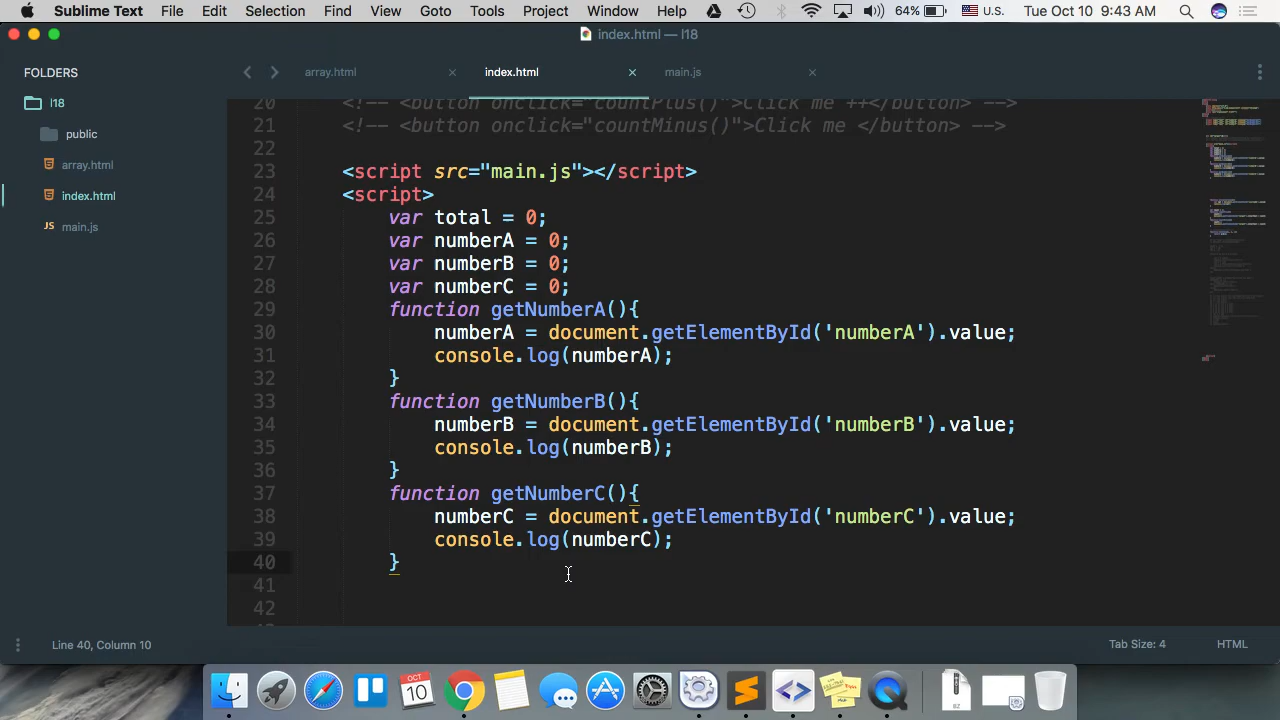 Sublime Text File Edit Selection Find View Goto Tools Project Window Help 64% U.S. Tue Oct 10 9:43 AM
index.html — l18
FOLDERS
l18
public
array.html
index.html
main.js
array.html index.html main.js
20 <!-- <button onclick="countPlus()">Click me ++</button> -->
21 <!-- <button onclick="countMinus()">Click me </button> -->
22
23 <script src="main.js"></script>
24 <script>
25 var total = 0;
26 var numberA = 0;
27 var numberB = 0;
28 var numberC = 0;
29 function getNumberA(){
30 numberA = document.getElementById('numberA').value;
31 console.log(numberA);
32 }
33 function getNumberB(){
34 numberB = document.getElementById('numberB').value;
35 console.log(numberB);
36 }
37 function getNumberC(){
38 numberC = document.getElementById('numberC').value;
39 console.log(numberC);
40 }
41
42
Line 40, Column 10 Tab Size: 4 HTML
OCT
10